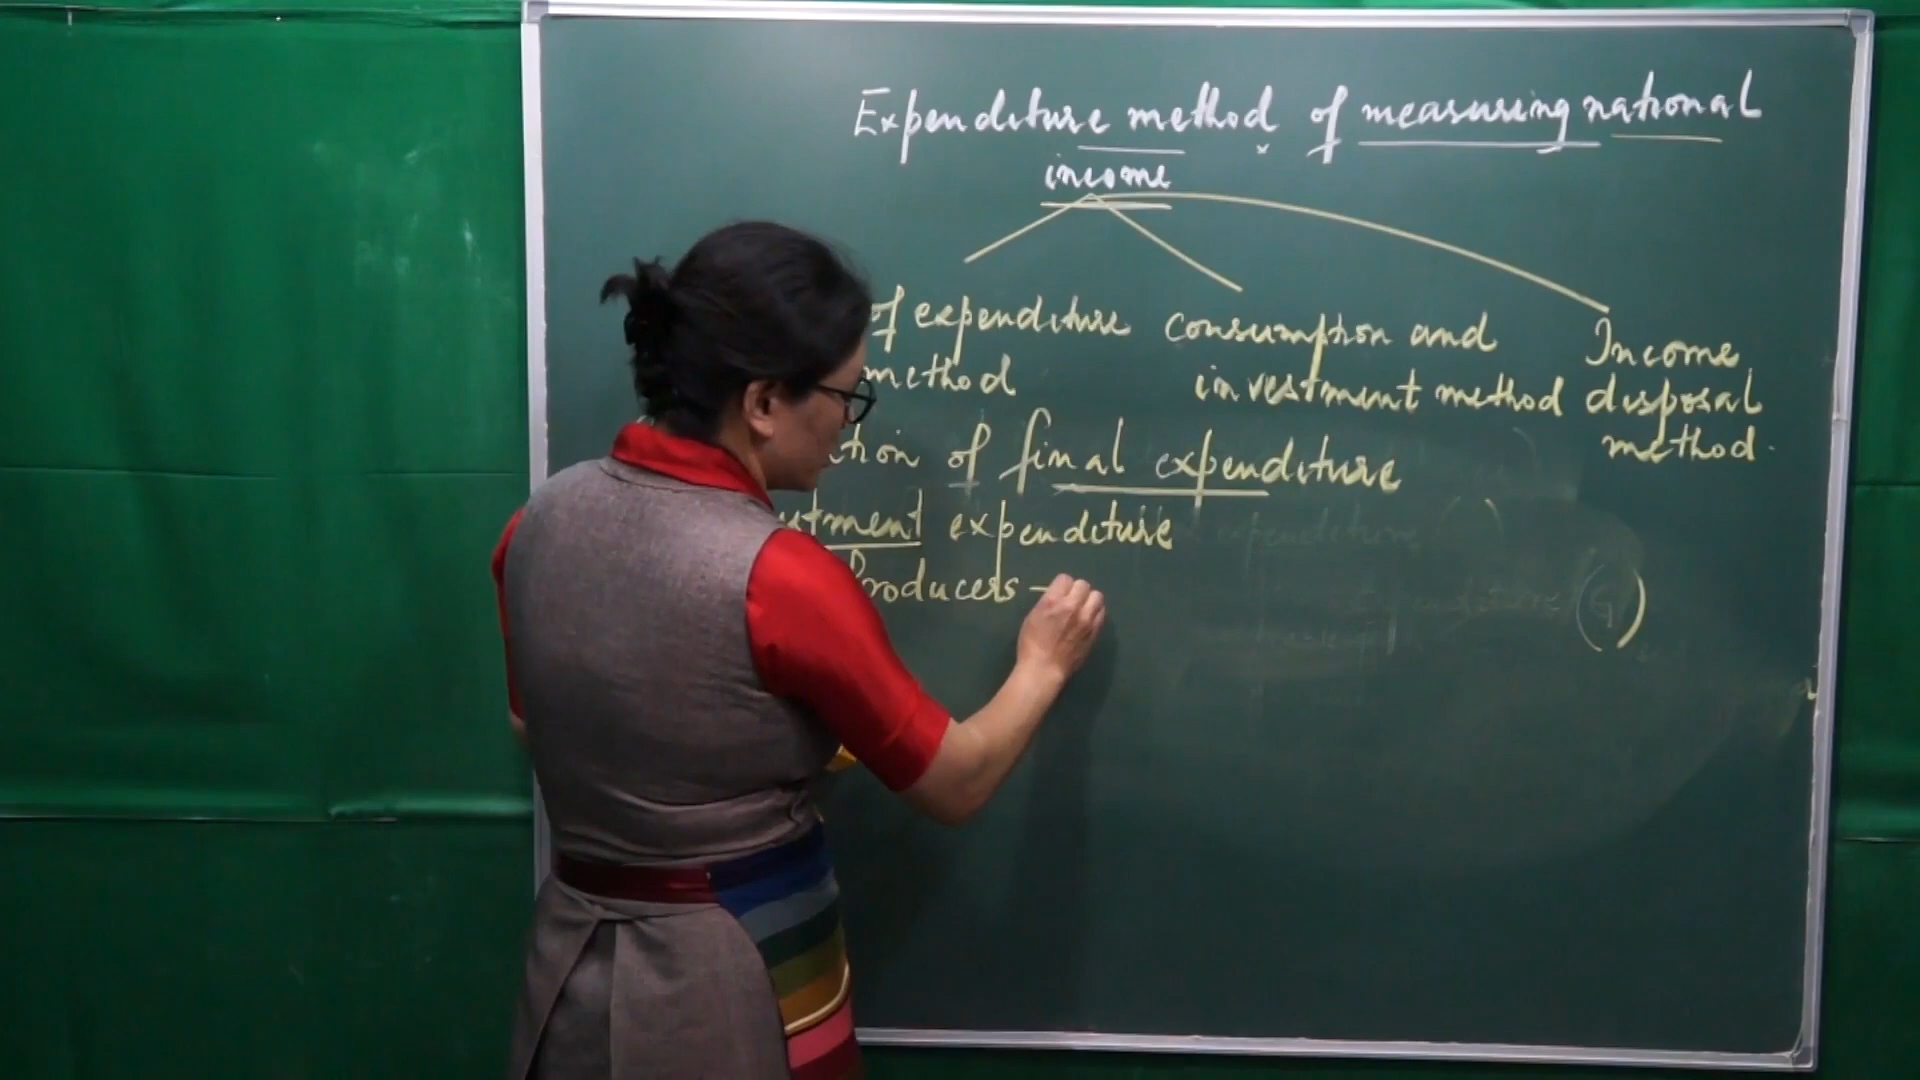 Expenditure method of measuring national
income
of expenditure
method
consumption and
investment method
Income
disposal
method.
tion of final expenditure
stment expenditure
Producers -
(G)